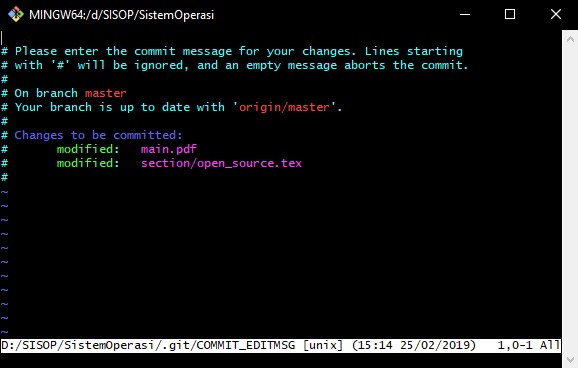 MINGW64:/d/SISOP/SistemOperasi
# Please enter the commit message for your changes. Lines starting
# with '#' will be ignored, and an empty message aborts the commit.
#
# On branch master
# Your branch is up to date with 'origin/master'.
#
# Changes to be committed:
#       modified:   main.pdf
#       modified:   section/open_source.tex
#
~
~
~
~
~
~
~
~
~
~
~
D:/SISOP/SistemOperasi/.git/COMMIT_EDITMSG [unix] (15:14 25/02/2019)   1,0-1 All